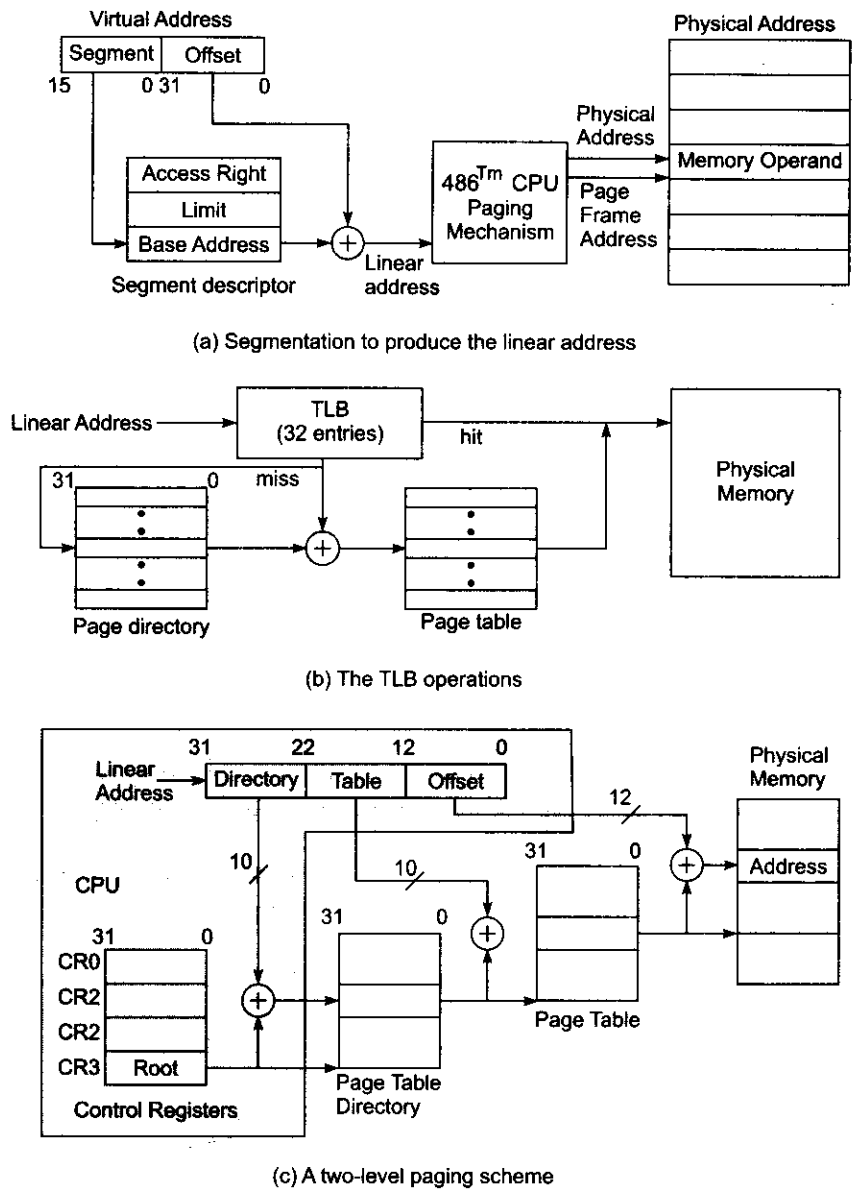 Virtual Address
Segment Offset
15 0 31 0
Access Right
Limit
Base Address
Segment descriptor
+
Linear
address
486Tm CPU
Paging
Mechanism
Physical
Address
Page
Frame
Address
Physical Address
Memory Operand
(a) Segmentation to produce the linear address
Linear Address
TLB
(32 entries)
hit
miss
31 0
+
Page directory
Page table
Physical
Memory
(b) The TLB operations
31 22 12 0
Linear
Address
Directory Table Offset
Physical
Memory
12
10
10
CPU
31 0
+
Address
31 0
+
31 0
CR0
CR2
CR2
CR3 Root
+
Page Table
Page Table
Directory
Control Registers
(c) A two-level paging scheme